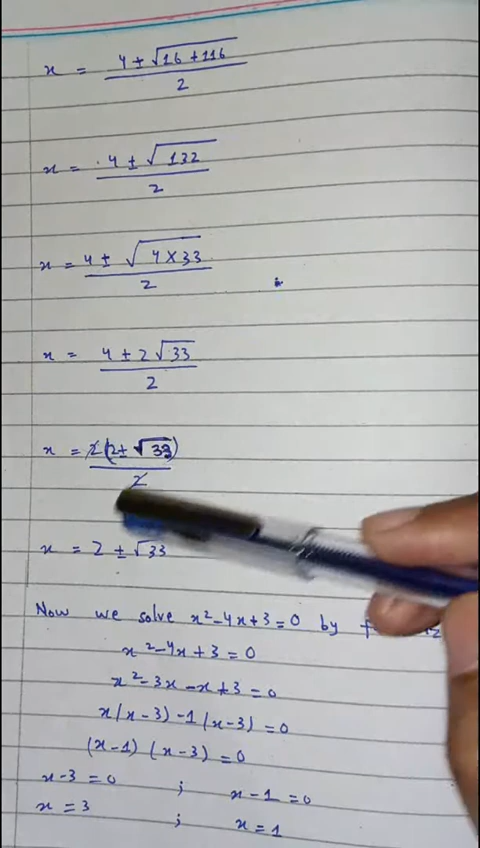 x = (4 ± √(16 + 116)) / 2
x = (4 ± √132) / 2
x = (4 ± √(4 × 33)) / 2
x = (4 ± 2√33) / 2
x = 2(2 ± √33) / 2
x = 2 ± √33
Now we solve x² - 4x + 3 = 0 by
x² - 4x + 3 = 0
x² - 3x - x + 3 = 0
x(x - 3) - 1(x - 3) = 0
(x - 1) (x - 3) = 0
x - 3 = 0 ; x - 1 = 0
x = 3 ; x = 1